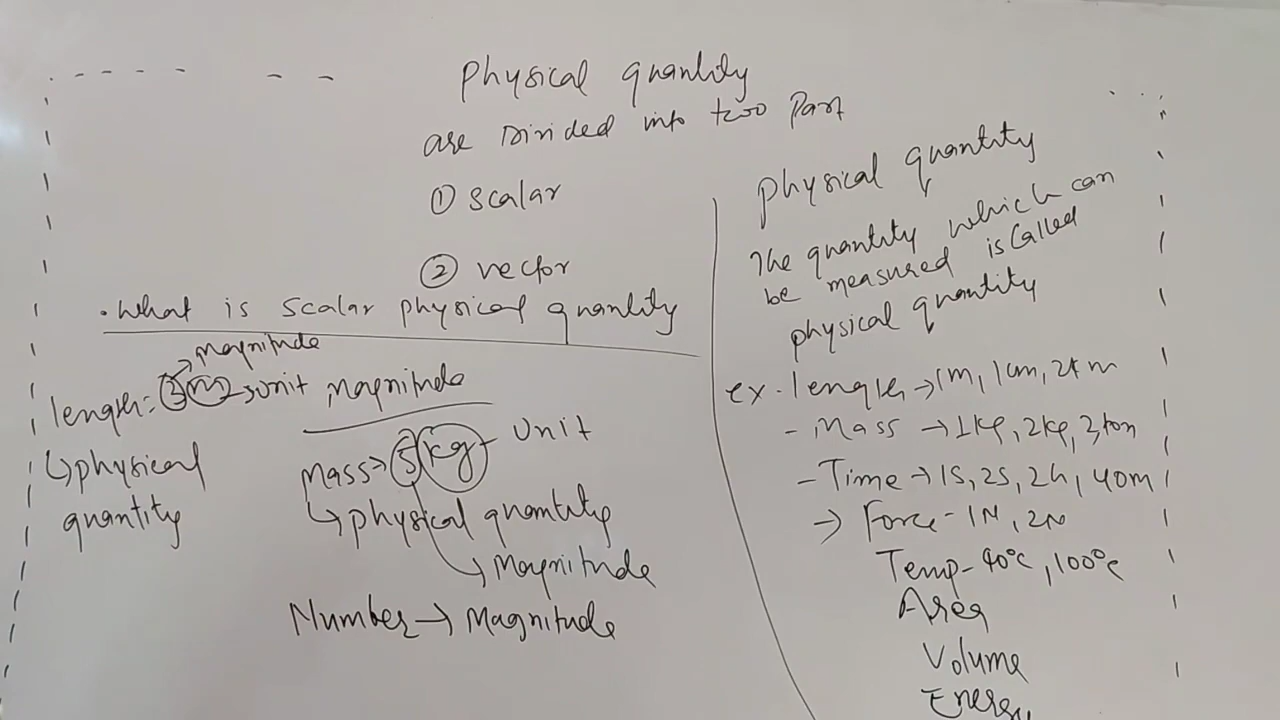 Physical quantity
are Divided into two Part
① scalar
② vector
• What is scalar physical quantity
magnitude
length = 3 m → unit
↳ physical
quantity
Magnitude
Mass → 5 kg - Unit
↳ physical quantity
↳ Magnitude
Number → Magnitude
physical quantity
The quantity which can
be measured is called
physical quantity
ex. length → 1m, 1cm, 2km
- Mass → 1kg, 2kg, 3ton
- Time → 1s, 2s, 2h, 40m
→ Force - 1N, 2N
Temp - 40°c, 100°c
Area
Volume
Energy